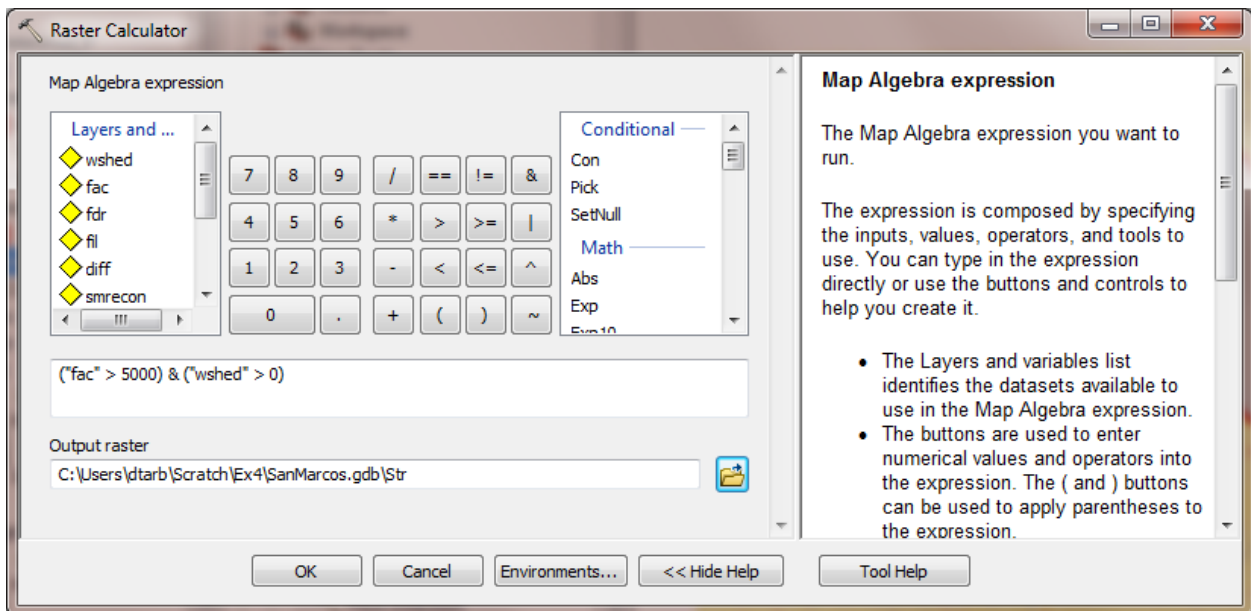 Raster Calculator
Map Algebra expression
Layers and ...
wshed
fac
fdr
fil
diff
smrecon
7 8 9 / == != &
4 5 6 * > >= |
1 2 3 - < <= ^
0 . + ( ) ~
Conditional
Con
Pick
SetNull
Math
Abs
Exp
Exp10
("fac" > 5000) & ("wshed" > 0)
Output raster
C:\Users\dtarb\Scratch\Ex4\SanMarcos.gdb\Str
OK Cancel Environments... << Hide Help Tool Help
Map Algebra expression
The Map Algebra expression you want to
run.
The expression is composed by specifying
the inputs, values, operators, and tools to
use. You can type in the expression
directly or use the buttons and controls to
help you create it.
• The Layers and variables list
identifies the datasets available to
use in the Map Algebra expression.
• The buttons are used to enter
numerical values and operators into
the expression. The ( and ) buttons
can be used to apply parentheses to
the expression.